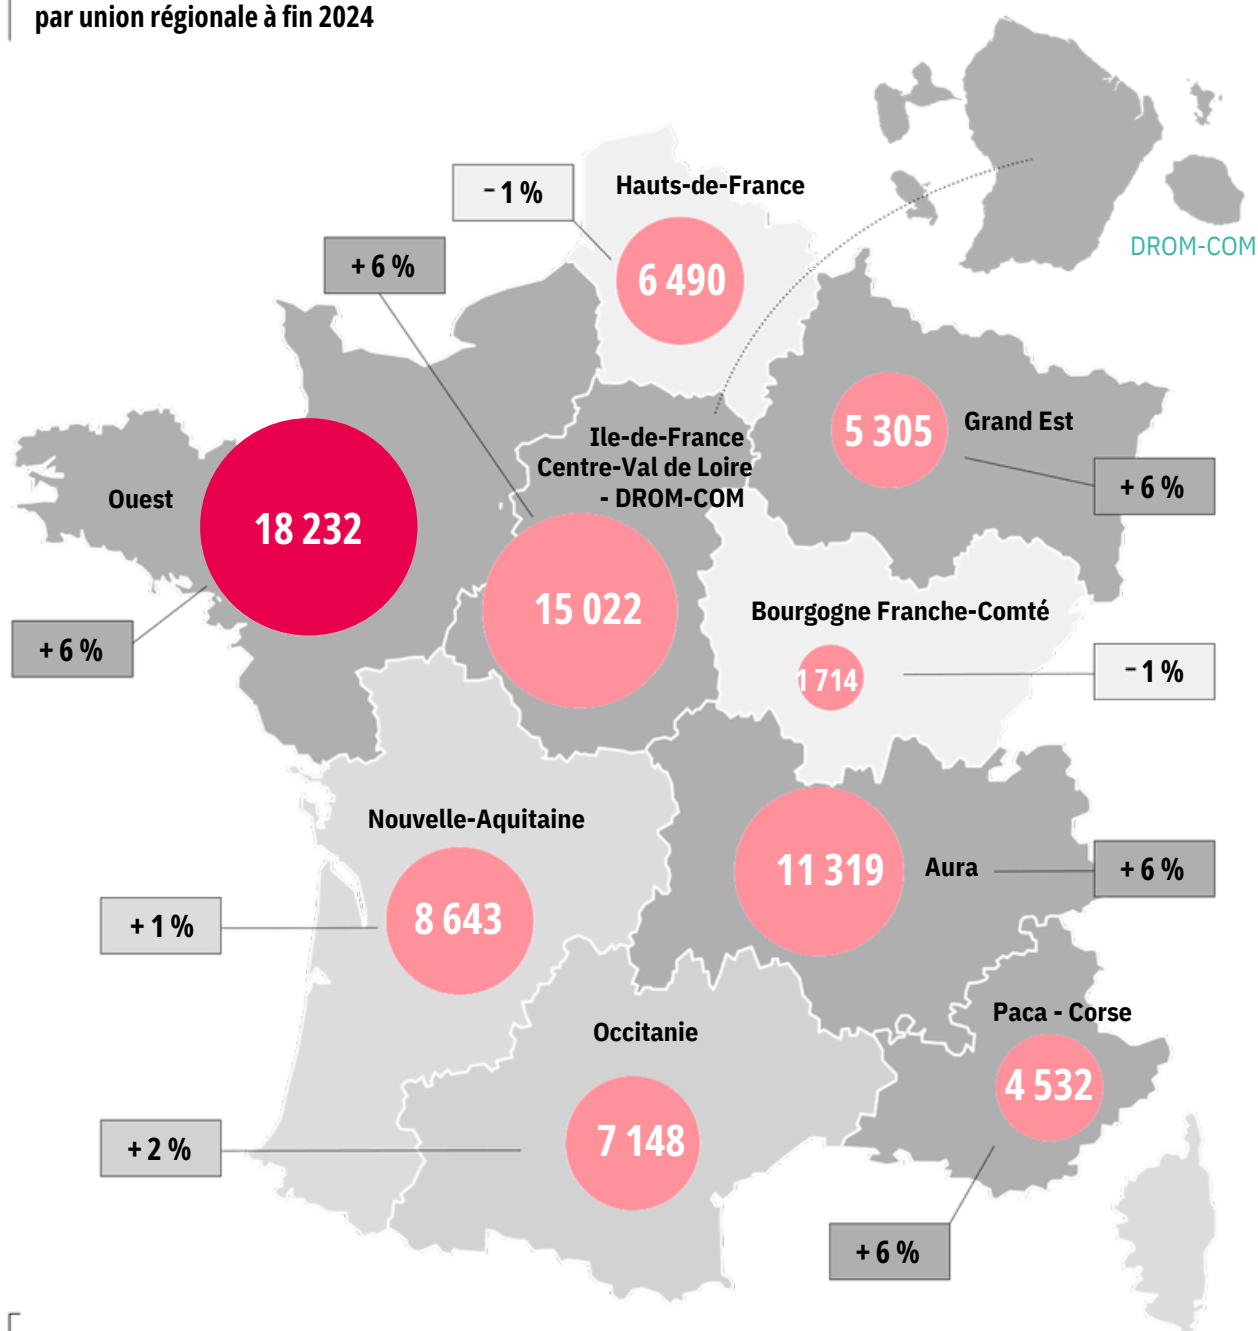 par union régionale à fin 2024
Hauts-de-France
– 1 %
6 490
DROM-COM
+ 6 %
Grand Est
5 305
+ 6 %
Ile-de-France
Centre-Val de Loire
- DROM-COM
15 022
Ouest
18 232
+ 6 %
Bourgogne Franche-Comté
1 714
– 1 %
Nouvelle-Aquitaine
8 643
+ 1 %
Aura
11 319
+ 6 %
Paca - Corse
4 532
+ 6 %
Occitanie
7 148
+ 2 %